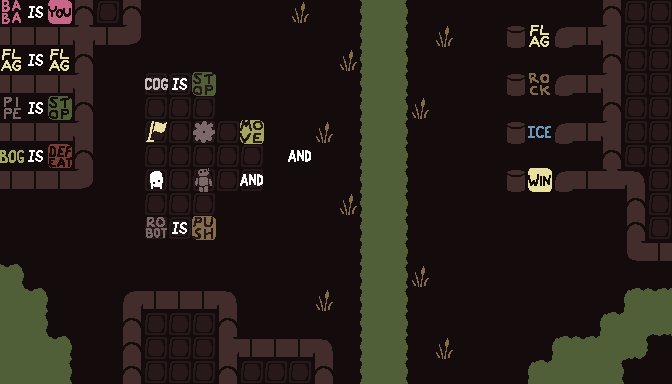 BABA IS YOU
FLAG IS FLAG
PIPE IS STOP
BOG IS DEFEAT
COG IS STOP
MOVE
AND
AND
ROBOT IS PUSH
FLAG
ROCK
ICE
WIN